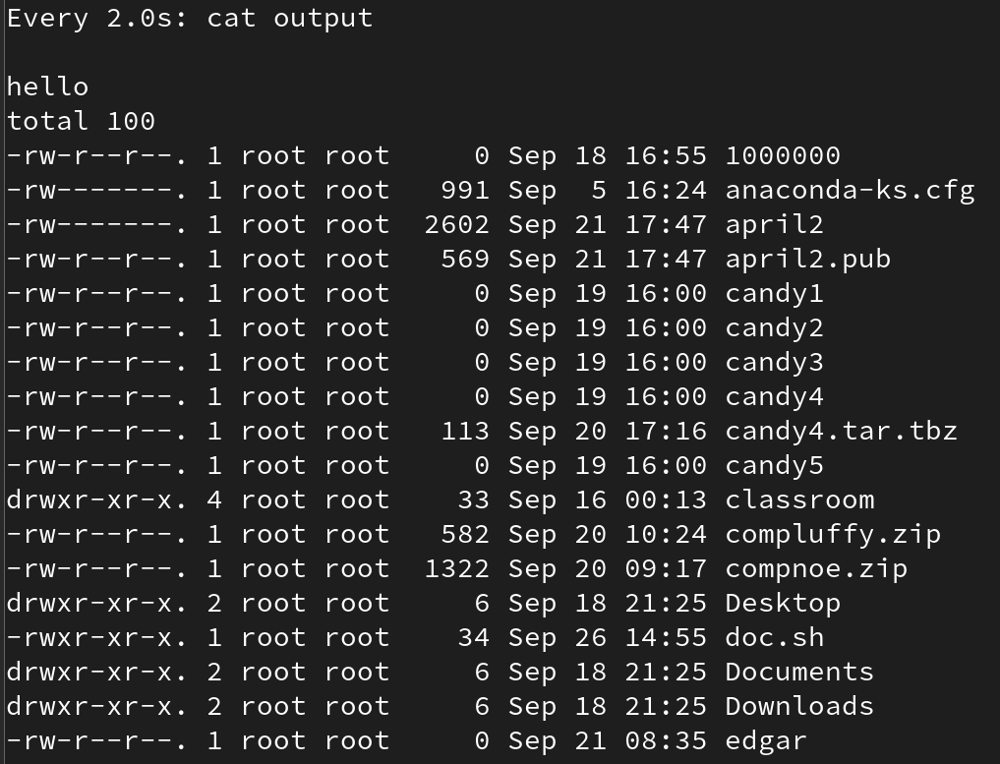 Every 2.0s: cat output
hello
total 100
-rw-r--r--. 1 root root     0 Sep 18 16:55 1000000
-rw-------. 1 root root   991 Sep  5 16:24 anaconda-ks.cfg
-rw-------. 1 root root  2602 Sep 21 17:47 april2
-rw-r--r--. 1 root root   569 Sep 21 17:47 april2.pub
-rw-r--r--. 1 root root     0 Sep 19 16:00 candy1
-rw-r--r--. 1 root root     0 Sep 19 16:00 candy2
-rw-r--r--. 1 root root     0 Sep 19 16:00 candy3
-rw-r--r--. 1 root root     0 Sep 19 16:00 candy4
-rw-r--r--. 1 root root   113 Sep 20 17:16 candy4.tar.tbz
-rw-r--r--. 1 root root     0 Sep 19 16:00 candy5
drwxr-xr-x. 4 root root    33 Sep 16 00:13 classroom
-rw-r--r--. 1 root root   582 Sep 20 10:24 compluffy.zip
-rw-r--r--. 1 root root  1322 Sep 20 09:17 compnoe.zip
drwxr-xr-x. 2 root root     6 Sep 18 21:25 Desktop
-rwxr-xr-x. 1 root root    34 Sep 26 14:55 doc.sh
drwxr-xr-x. 2 root root     6 Sep 18 21:25 Documents
drwxr-xr-x. 2 root root     6 Sep 18 21:25 Downloads
-rw-r--r--. 1 root root     0 Sep 21 08:35 edgar